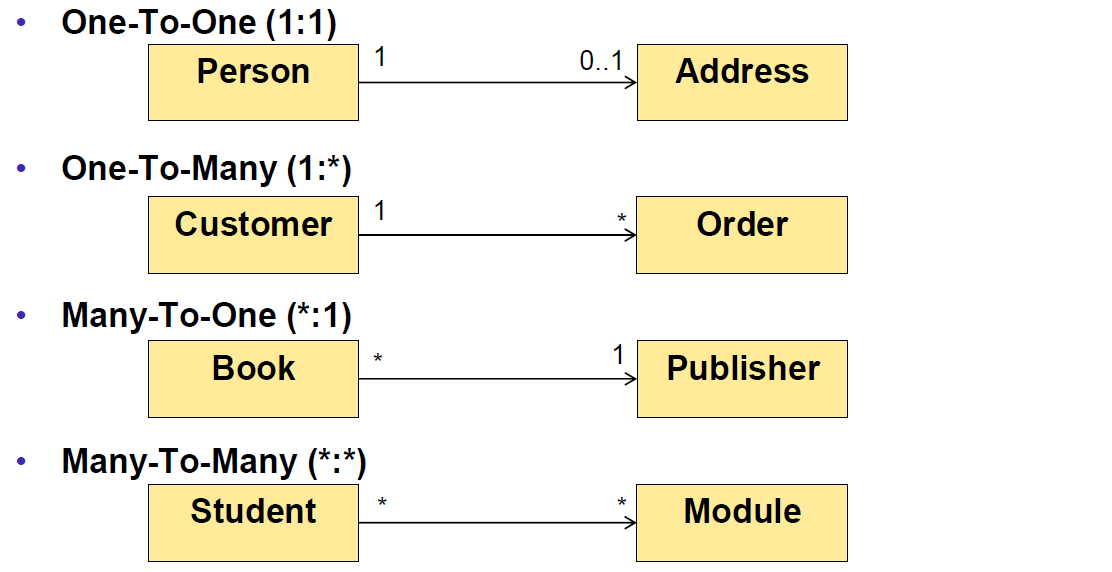 • One-To-One (1:1)
Person 1 0..1 Address
• One-To-Many (1:*)
Customer 1 * Order
• Many-To-One (*:1)
Book * 1 Publisher
• Many-To-Many (*:*)
Student * * Module